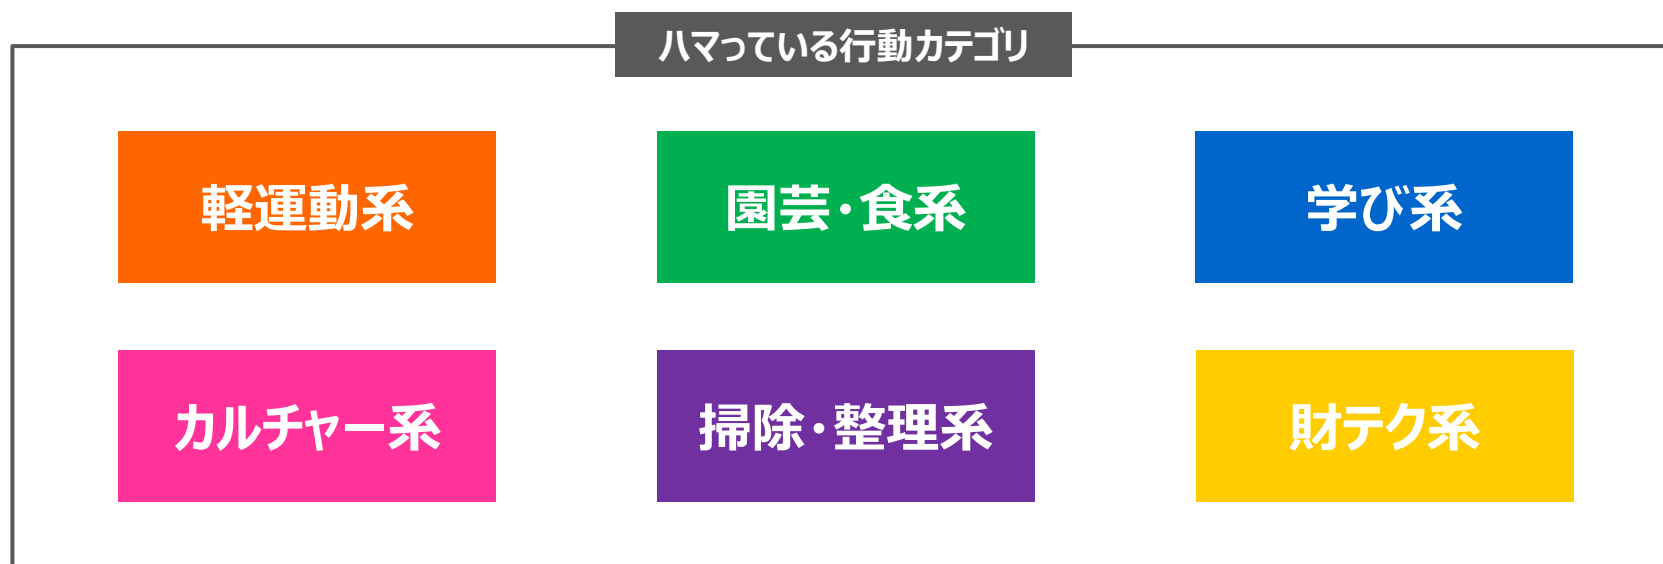 ハマっている行動カテゴリ
軽運動系
園芸・食系
学び系
カルチャー系
掃除・整理系
財テク系